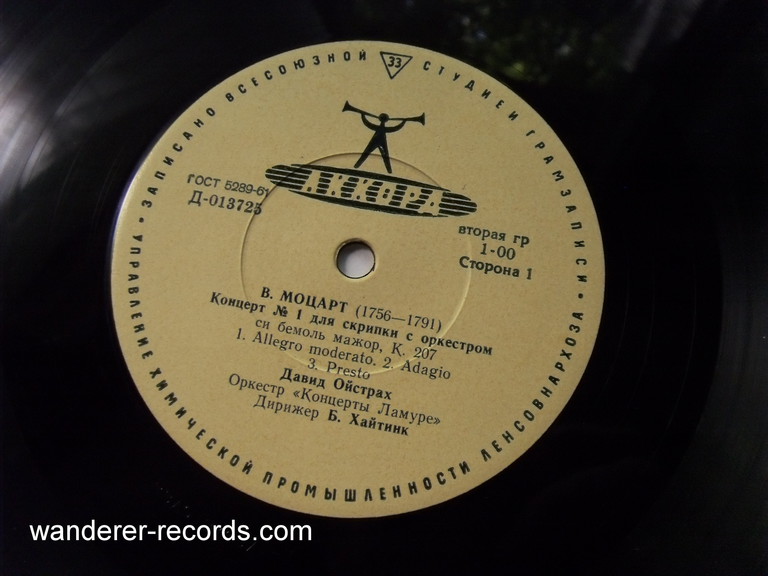 ЗАПИСАНО ВСЕСОЮЗНОЙ 33 СТУДИЕЙ ГРАМЗАПИСИ
• УПРАВЛЕНИЕ ХИМИЧЕСКОЙ ПРОМЫШЛЕННОСТИ ЛЕНСОВНАРХОЗА •
АККОРД
ГОСТ 5289-61
Д-013725
вторая гр
1-00
Сторона 1
В. МОЦАРТ (1756—1791)
Концерт № 1 для скрипки с оркестром
си бемоль мажор, К. 207
1. Allegro moderato. 2. Adagio
3. Presto
Давид Ойстрах
Оркестр «Концерты Ламуре»
Дирижер Б. Хайтинк
wanderer-records.com